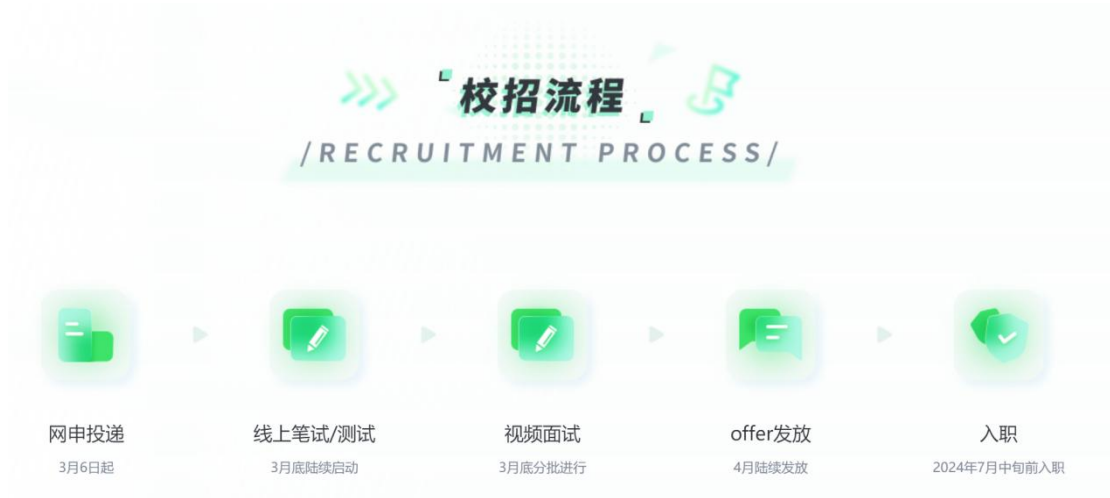 校招流程
/RECRUITMENT PROCESS/
网申投递
3月6日起
线上笔试/测试
3月底陆续启动
视频面试
3月底分批进行
offer发放
4月陆续发放
入职
2024年7月中旬前入职